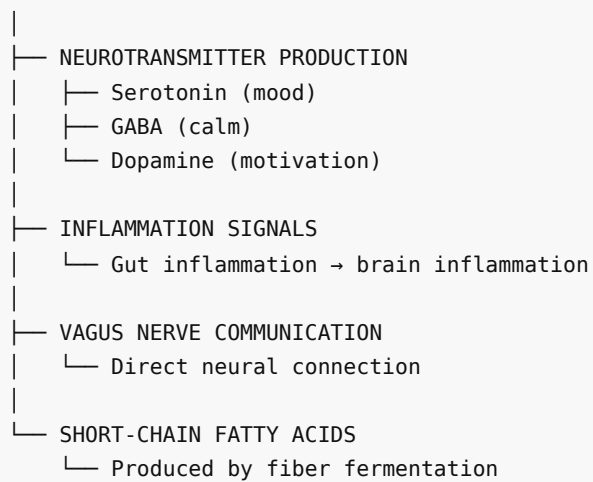 │
├── NEUROTRANSMITTER PRODUCTION
│   ├── Serotonin (mood)
│   ├── GABA (calm)
│   └── Dopamine (motivation)
│
├── INFLAMMATION SIGNALS
│   └── Gut inflammation → brain inflammation
│
├── VAGUS NERVE COMMUNICATION
│   └── Direct neural connection
│
└── SHORT-CHAIN FATTY ACIDS
    └── Produced by fiber fermentation